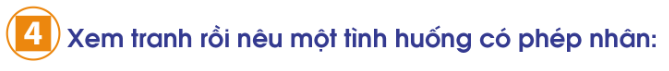 4 Xem tranh rồi nêu một tình huống có phép nhân: